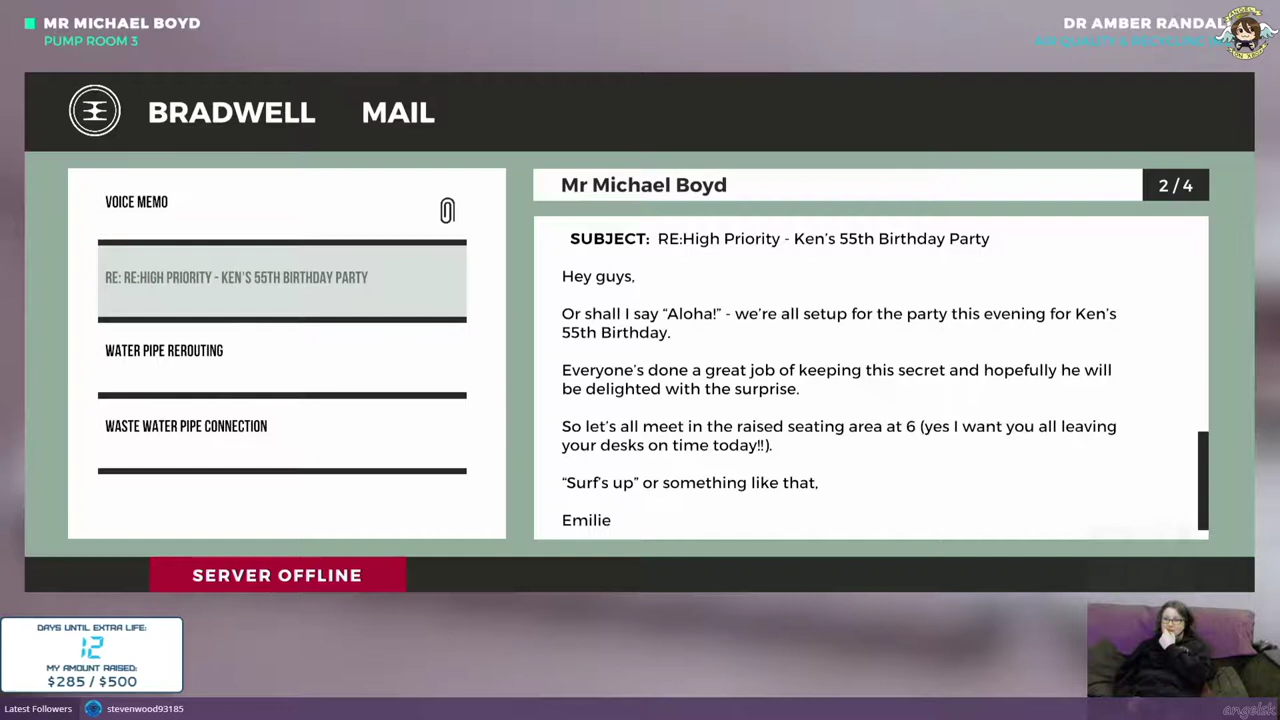 MR MICHAEL BOYD
PUMP ROOM 3
DR AMBER RANDAL
AIR QUALITY & RECYCLING
BRADWELL MAIL
VOICE MEMO
RE: RE:HIGH PRIORITY - KEN'S 55TH BIRTHDAY PARTY
WATER PIPE REROUTING
WASTE WATER PIPE CONNECTION
Mr Michael Boyd
2/4
SUBJECT: RE:High Priority - Ken's 55th Birthday Party
Hey guys,
Or shall I say “Aloha!” - we're all setup for the party this evening for Ken's
55th Birthday.
Everyone's done a great job of keeping this secret and hopefully he will
be delighted with the surprise.
So let's all meet in the raised seating area at 6 (yes I want you all leaving
your desks on time today!!).
“Surf's up” or something like that,
Emilie
SERVER OFFLINE
DAYS UNTIL EXTRA LIFE:
12
MY AMOUNT RAISED:
$285 / $500
Latest Followers
stevenwood93185
angelsk